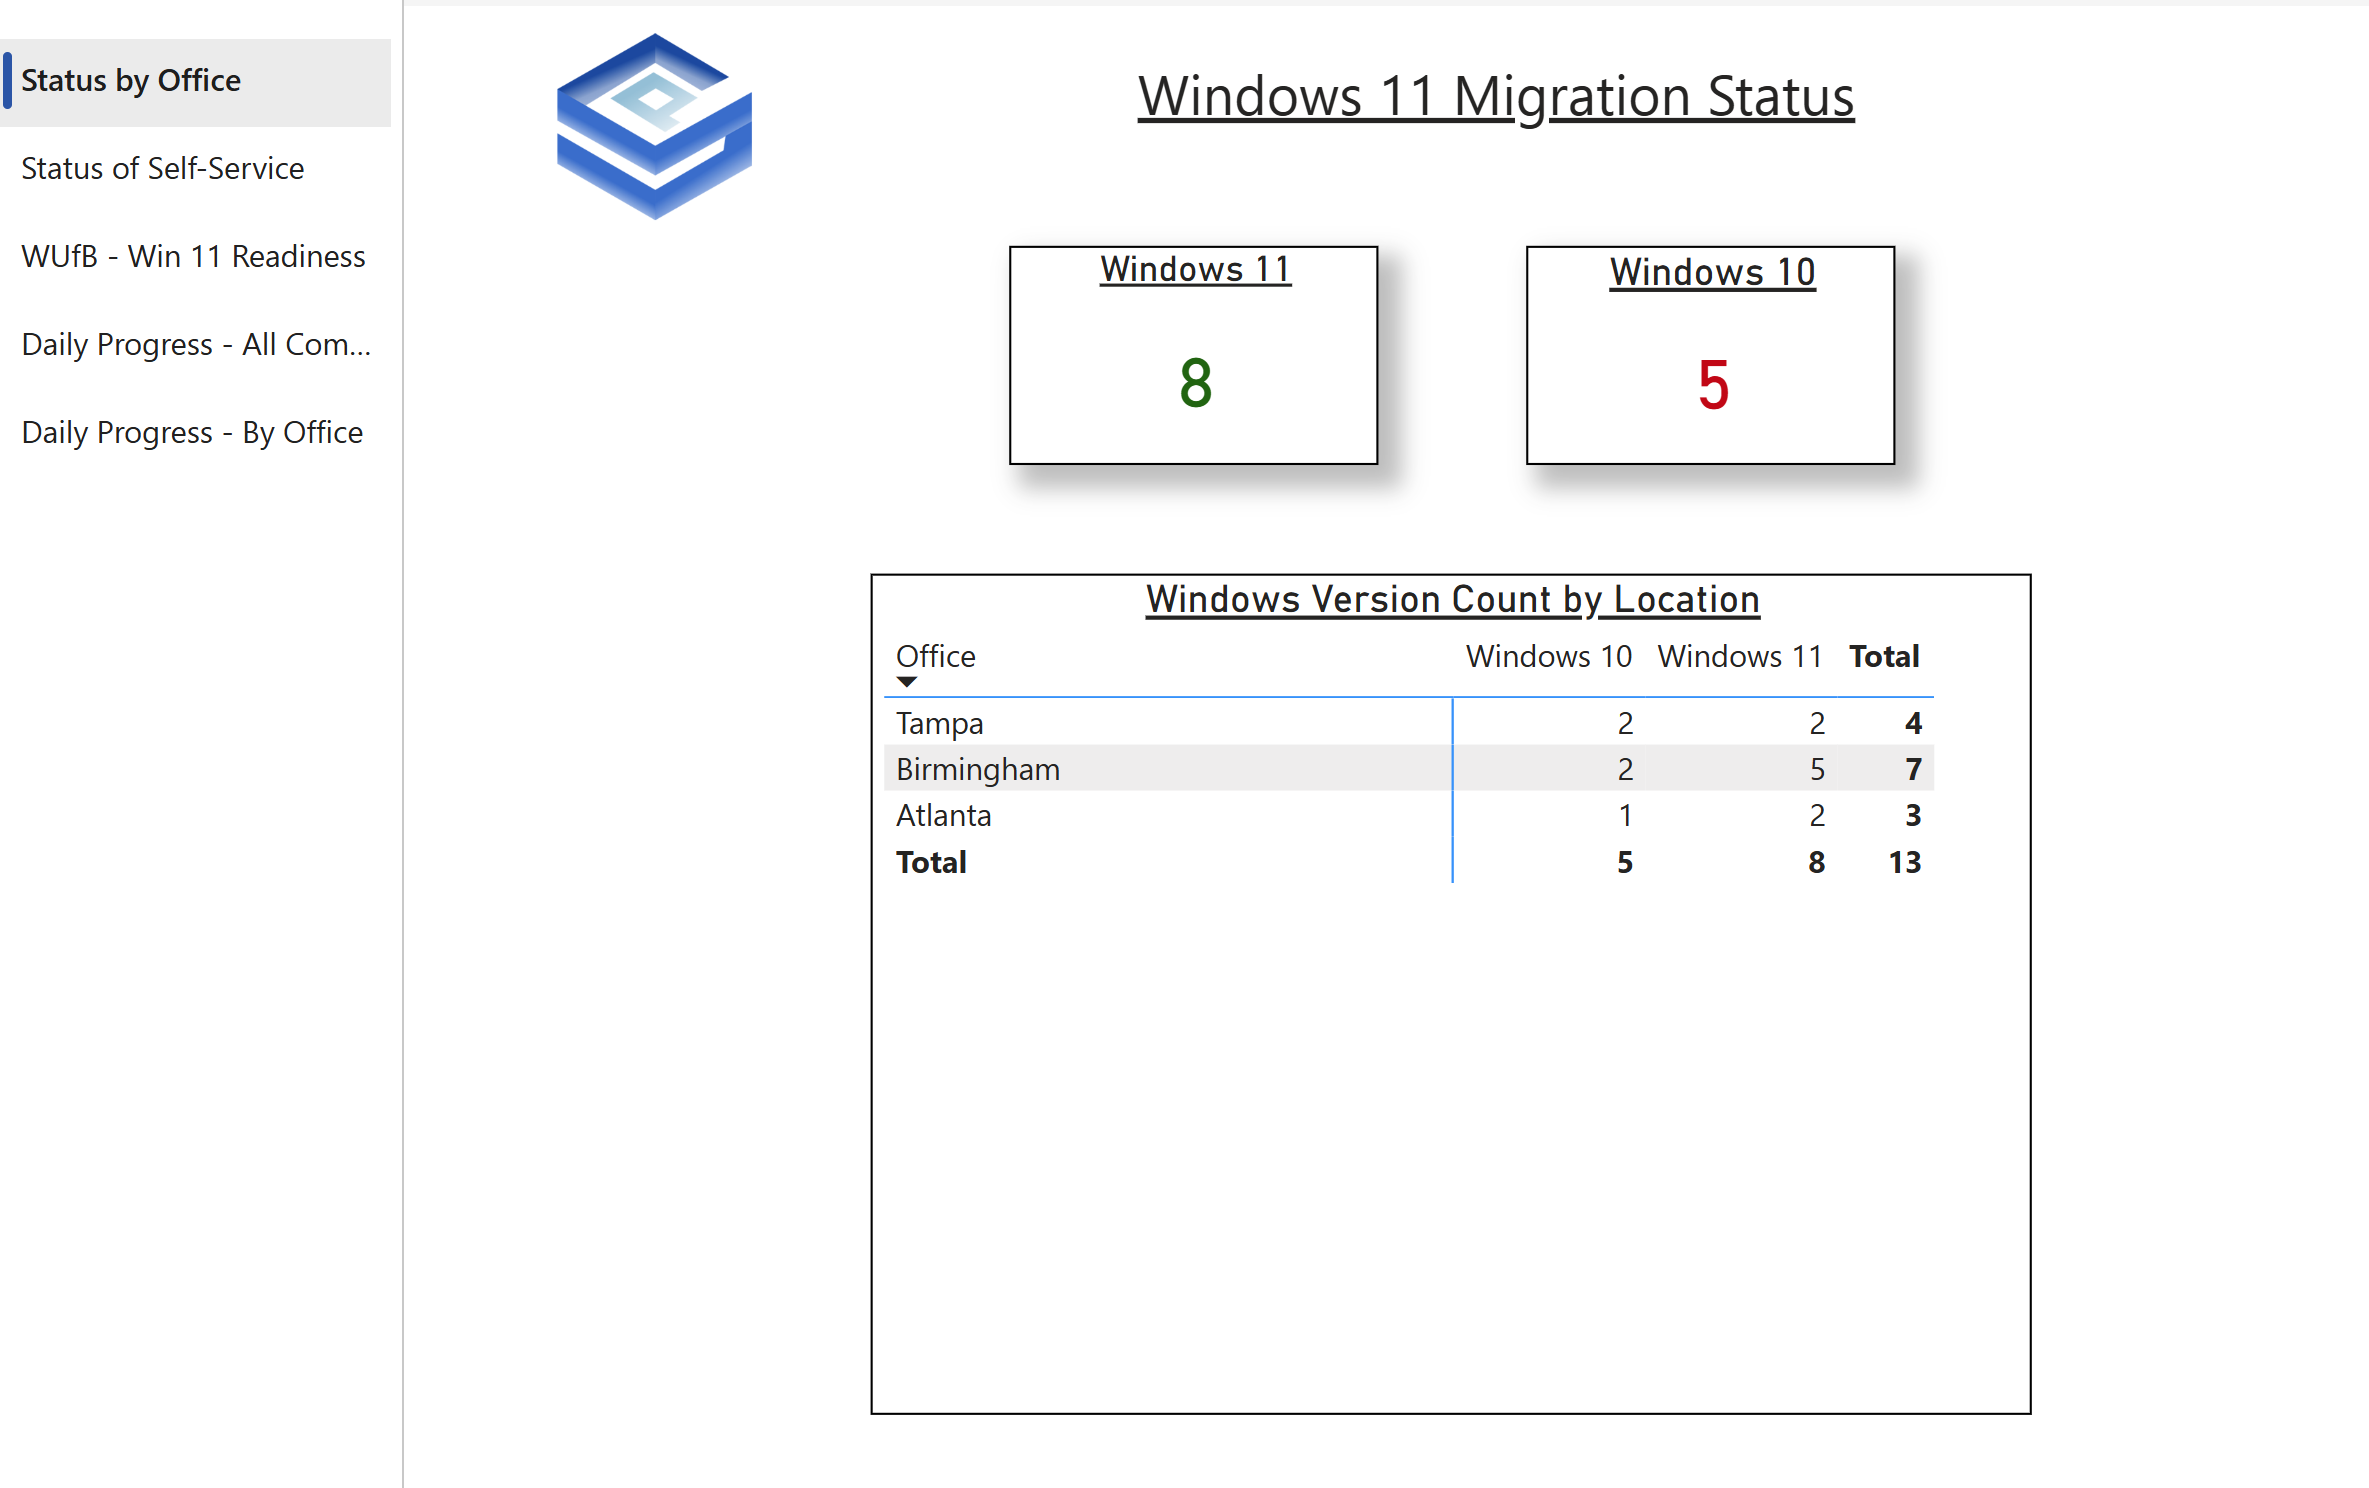 Status by Office
Status of Self-Service
WUfB - Win 11 Readiness
Daily Progress - All Com...
Daily Progress - By Office
Windows 11 Migration Status
Windows 11
8
Windows 10
5
Windows Version Count by Location
Office Windows 10 Windows 11 Total
Tampa 2 2 4
Birmingham 2 5 7
Atlanta 1 2 3
Total 5 8 13